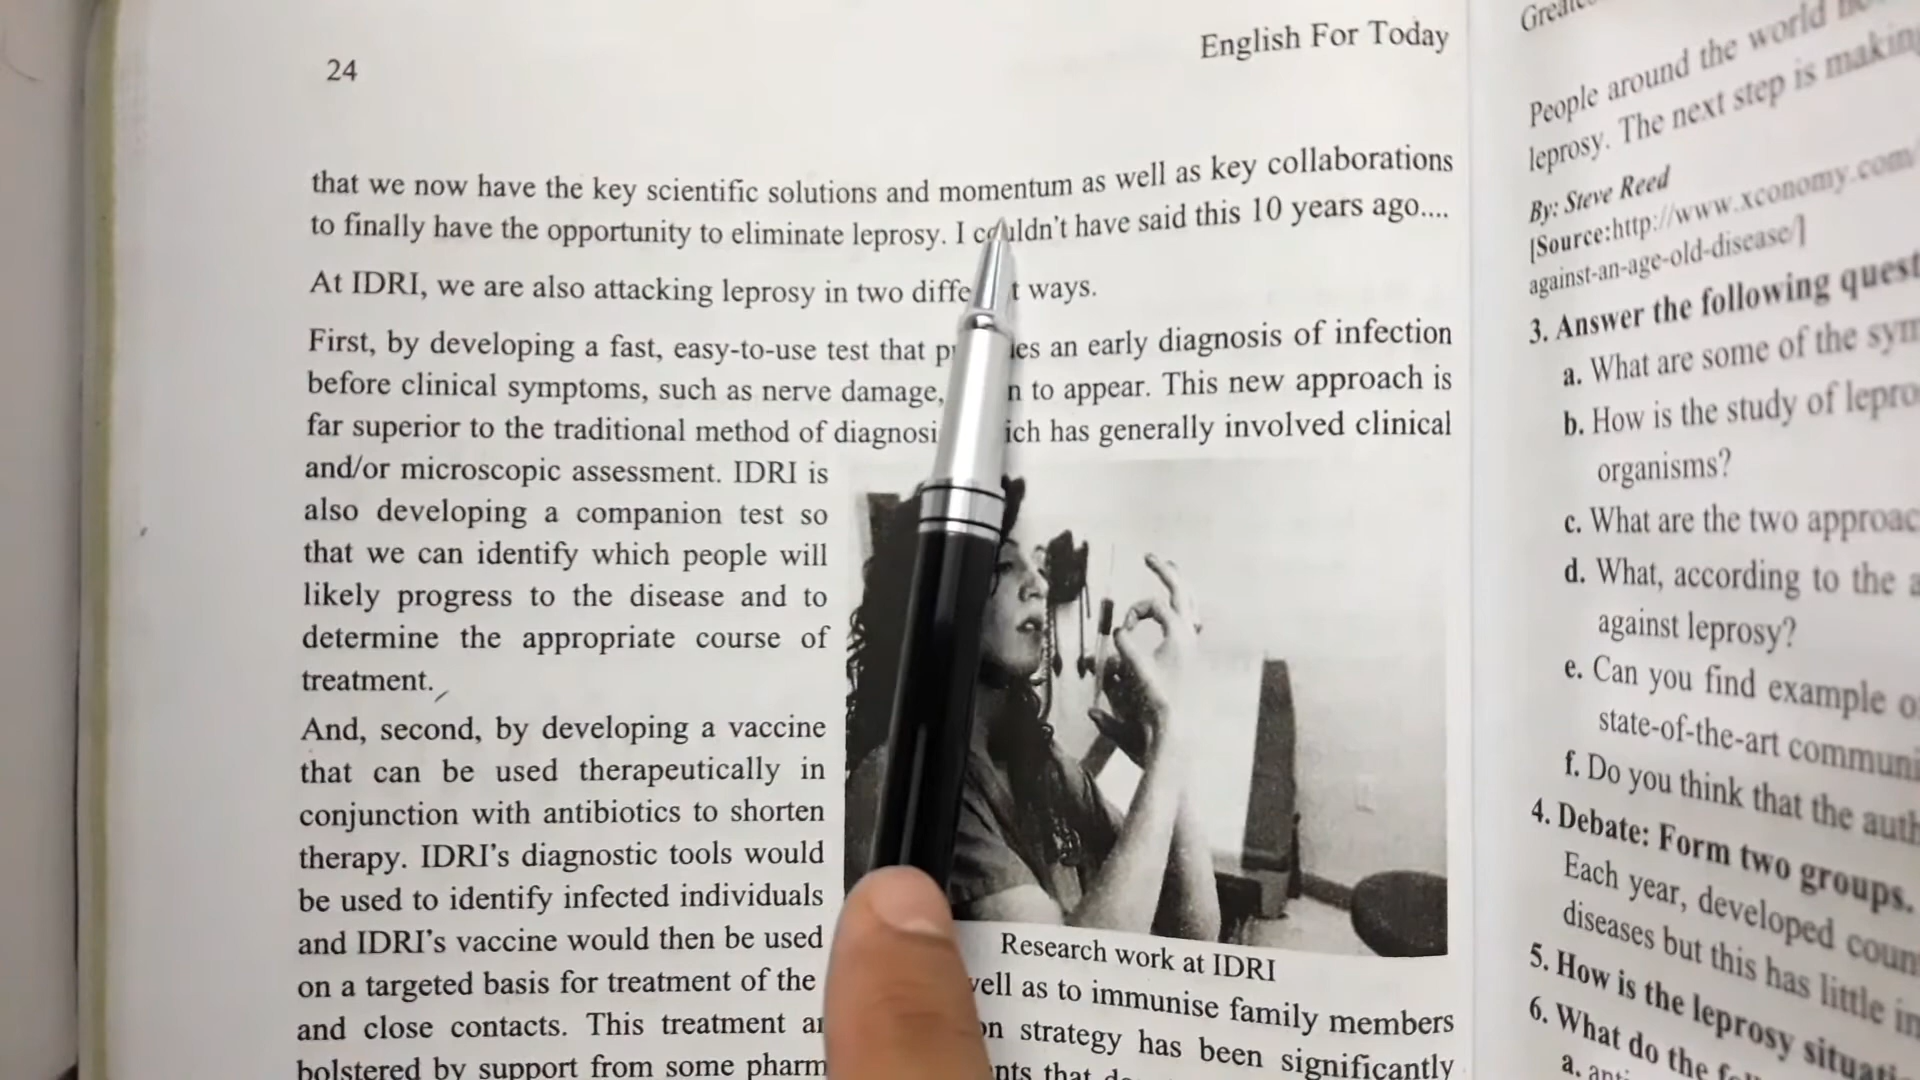 24
English For Today
that we now have the key scientific solutions and momentum as well as key collaborations
to finally have the opportunity to eliminate leprosy. I couldn't have said this 10 years ago....
At IDRI, we are also attacking leprosy in two ways.
First, by developing a fast, easy-to-use test that an early diagnosis of infection
before clinical symptoms, such as nerve damage, to appear. This new approach is
far superior to the traditional method of has generally involved clinical
and/or microscopic assessment. IDRI is
also developing a companion test so
that we can identify which people will
likely progress to the disease and to
determine the appropriate course of
treatment.
And, second, by developing a vaccine
that can be used therapeutically in
conjunction with antibiotics to shorten
therapy. IDRI's diagnostic tools would
be used to identify infected individuals
and IDRI's vaccine would then be used
on a targeted basis for treatment of the as to immunise family members
and close contacts. This treatment strategy has been significantly
bolstered by support from some that
Research work at IDRI
People around the world
leprosy. The next step is making
By: Steve Reed
[Source:http://www.xconomy.com/
against-an-age-old-disease/]
3. Answer the following
a. What are some of the
b. How is the study of
organisms?
c. What are the two
d. What, according to the
against leprosy?
e. Can you find example
state-of-the-art
f. Do you think that the
4. Debate: Form two groups.
Each year, developed
diseases but this has little
5. How is the leprosy
6. What do the
a.